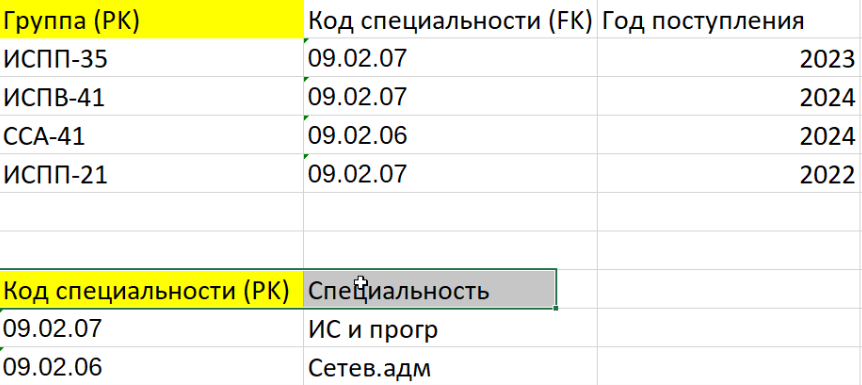 Группа (PK) Код специальности (FK) Год поступления
ИСПП-35 09.02.07 2023
ИСПВ-41 09.02.07 2024
ССА-41 09.02.06 2024
ИСПП-21 09.02.07 2022
Код специальности (PK) Специальность
09.02.07 ИС и прогр
09.02.06 Сетев.адм